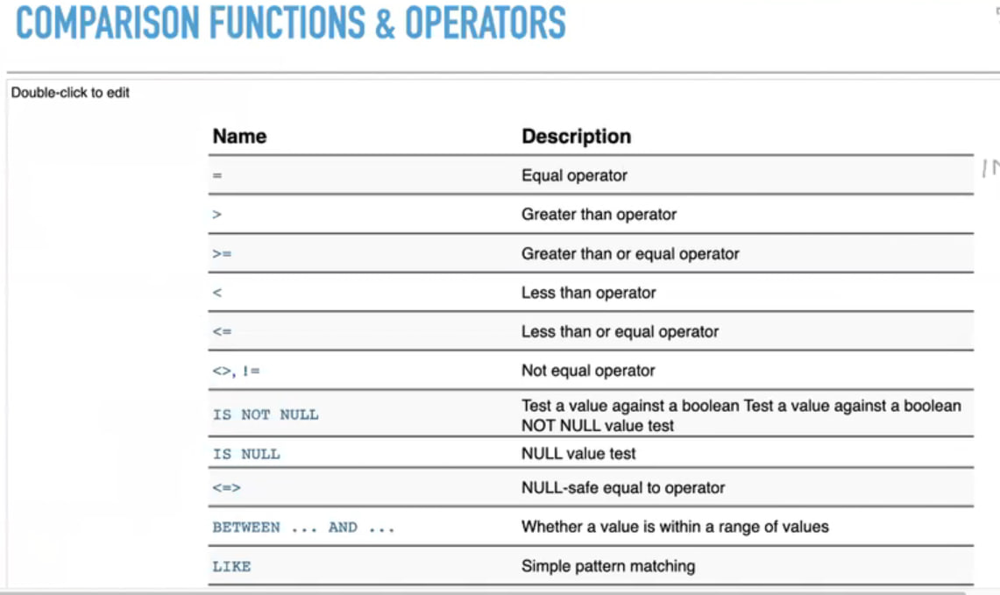 COMPARISON FUNCTIONS & OPERATORS
Double-click to edit
Name Description
= Equal operator
> Greater than operator
>= Greater than or equal operator
< Less than operator
<= Less than or equal operator
<>, != Not equal operator
IS NOT NULL Test a value against a boolean Test a value against a boolean
NOT NULL value test
IS NULL NULL value test
<=> NULL-safe equal to operator
BETWEEN ... AND ... Whether a value is within a range of values
LIKE Simple pattern matching